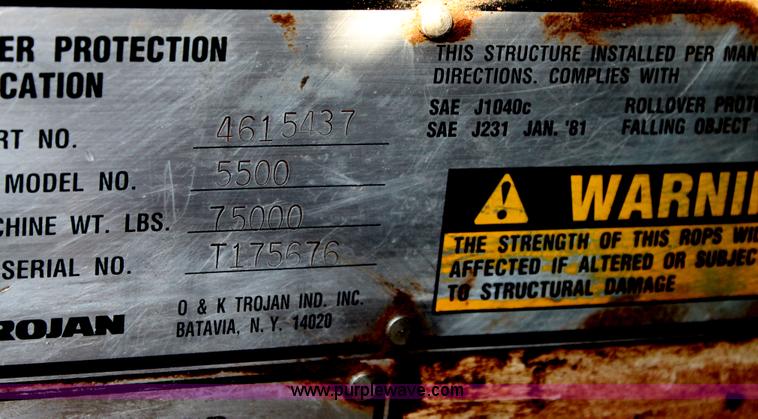 ER PROTECTION
CATION
RT NO. 4615437
MODEL NO. 5500
CHINE WT. LBS. 75000
SERIAL NO. T175676
ROJAN
O & K TROJAN IND. INC.
BATAVIA, N. Y. 14020
THIS STRUCTURE INSTALLED PER MAN
DIRECTIONS. COMPLIES WITH
SAE J1040c ROLLOVER PROT
SAE J231 JAN. '81 FALLING OBJECT
WARNIN
THE STRENGTH OF THIS ROPS WIL
AFFECTED IF ALTERED OR SUBJEC
TO STRUCTURAL DAMAGE
www.purplewave.com